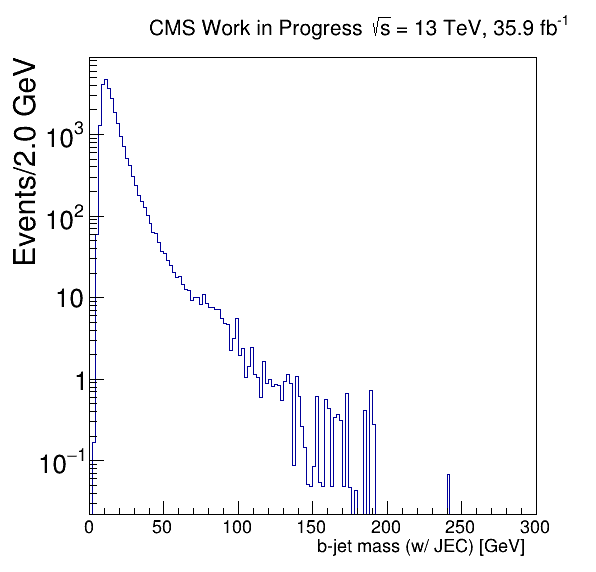 CMS Work in Progress √s = 13 TeV, 35.9 fb⁻¹
Events/2.0 GeV
10³
10²
10
1
10⁻¹
0 50 100 150 200 250 300
b-jet mass (w/ JEC) [GeV]